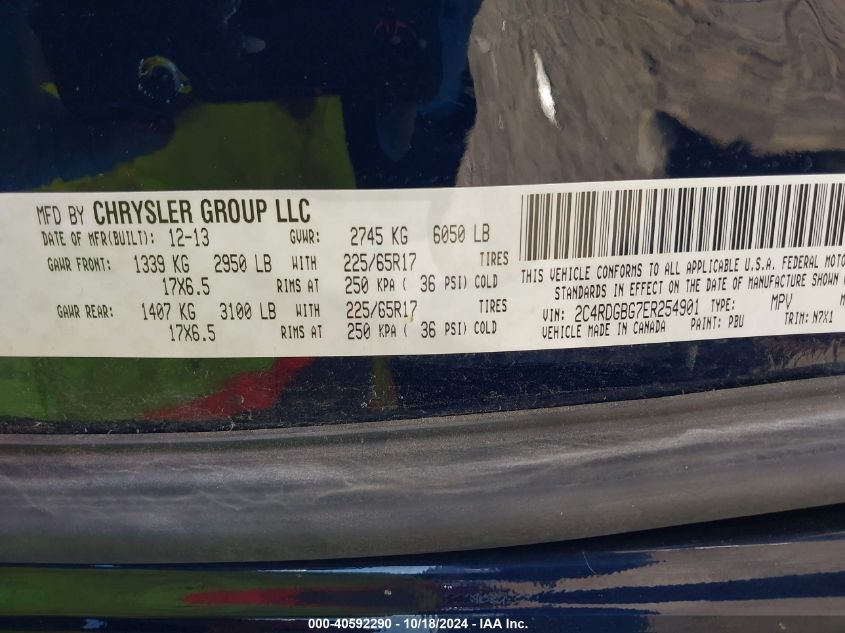 MFD BY CHRYSLER GROUP LLC
DATE OF MFR(BUILT): 12-13 GVWR: 2745 KG 6050 LB
GAWR FRONT: 1339 KG 2950 LB WITH 225/65R17 TIRES
17X6.5 RIMS AT 250 KPA ( 36 PSI) COLD
GAWR REAR: 1407 KG 3100 LB WITH 225/65R17 TIRES
17X6.5 RIMS AT 250 KPA ( 36 PSI) COLD
THIS VEHICLE CONFORMS TO ALL APPLICABLE U.S.A. FEDERAL MOTO
STANDARDS IN EFFECT ON THE DATE OF MANUFACTURE SHOWN
VIN: 2C4RDGBG7ER254901 TYPE: MPV
VEHICLE MADE IN CANADA PAINT: PBU TRIM: N7X1
000-40592290 - 10/18/2024 - IAA Inc.